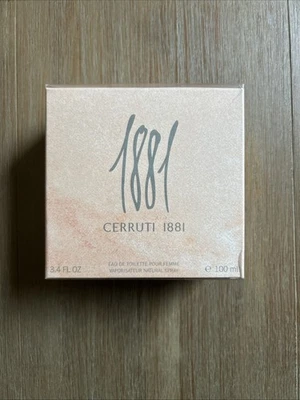 1881
CERRUTI 1881
EAU DE TOILETTE POUR FEMME
VAPORISATEUR NATURAL SPRAY
3.4 FL. OZ
e 100 ml